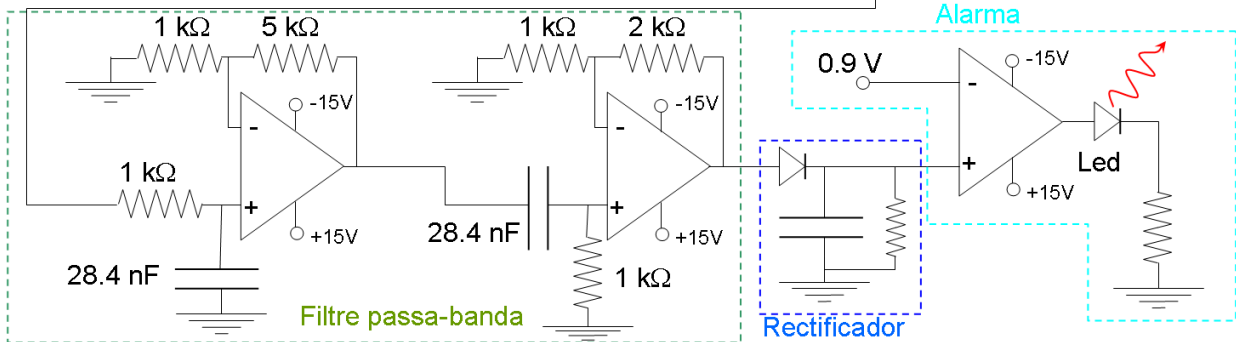 Alarma
1 kΩ
5 kΩ
1 kΩ
2 kΩ
0.9 V
-15V
-15V
-15V
-
-
-
1 kΩ
+
+
+
Led
+15V
+15V
+15V
28.4 nF
28.4 nF
1 kΩ
Filtre passa-banda
Rectificador